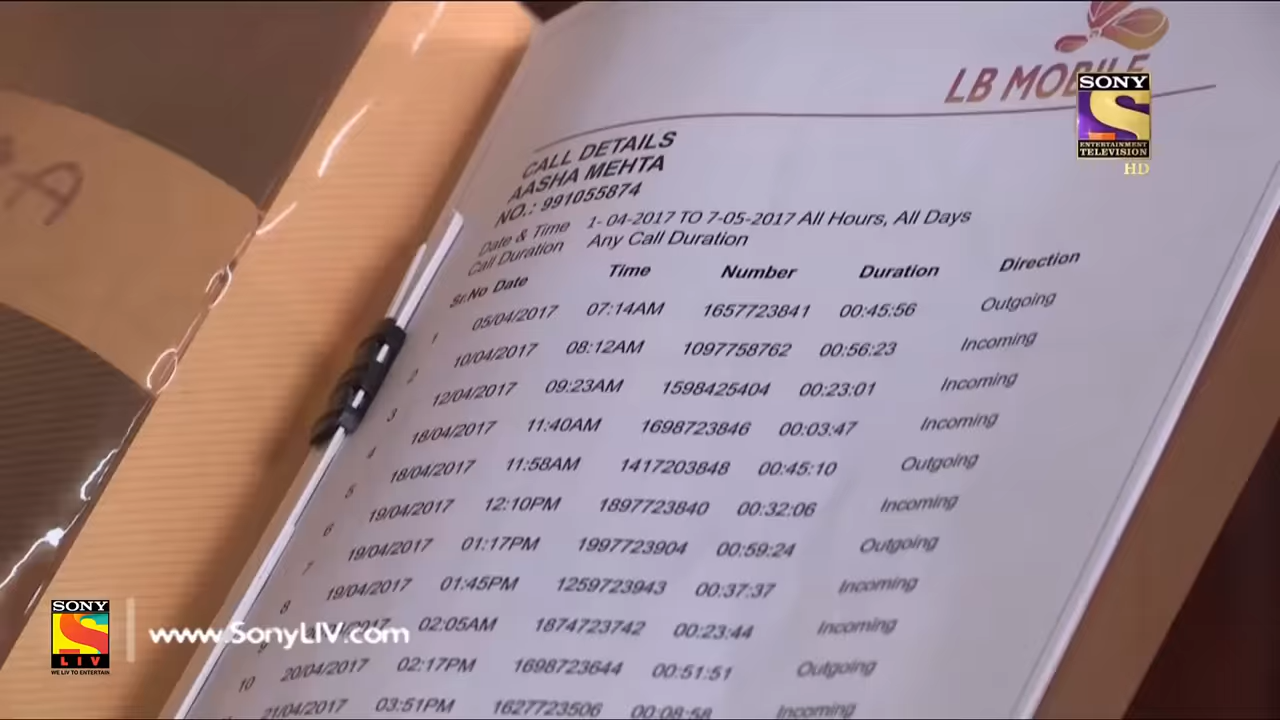 LB MOBILE
SONY
ENTERTAINMENT
TELEVISION
HD
CALL DETAILS
AASHA MEHTA
NO.: 991055874
Date & Time 1- 04-2017 TO 7-05-2017 All Hours, All Days
Call Duration Any Call Duration
Sr.No Date Time Number Duration Direction
1 05/04/2017 07:14AM 1657723841 00:45:56 Outgoing
2 10/04/2017 08:12AM 1097758762 00:56:23 Incoming
3 12/04/2017 09:23AM 1598425404 00:23:01 Incoming
4 18/04/2017 11:40AM 1698723846 00:03:47 Incoming
5 18/04/2017 11:58AM 1417203848 00:45:10 Outgoing
6 19/04/2017 12:10PM 1897723840 00:32:06 Incoming
7 19/04/2017 01:17PM 1997723904 00:59:24 Outgoing
8 19/04/2017 01:45PM 1259723943 00:37:37 Incoming
9 02:05AM 1874723742 00:23:44 Incoming
10 20/04/2017 02:17PM 1698723644 00:51:51 Outgoing
21/04/2017 03:51PM 1627723506 00:08:58 Incoming
SONY
LIV
WE LIV TO ENTERTAIN
www.SonyLIV.com